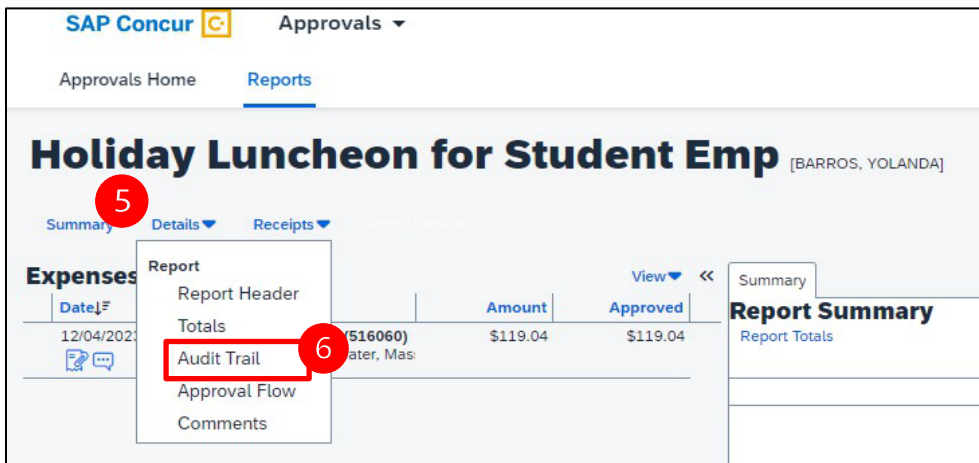 SAP Concur C Approvals
Approvals Home Reports
Holiday Luncheon for Student Emp [BARROS, YOLANDA]
5
Summary Details Receipts
Expenses View «
Report
Report Header
Totals
Audit Trail
Approval Flow
Comments
6
Date Amount Approved
12/04/2023 (516060) $119.04 $119.04
ater, Mas
Summary
Report Summary
Report Totals